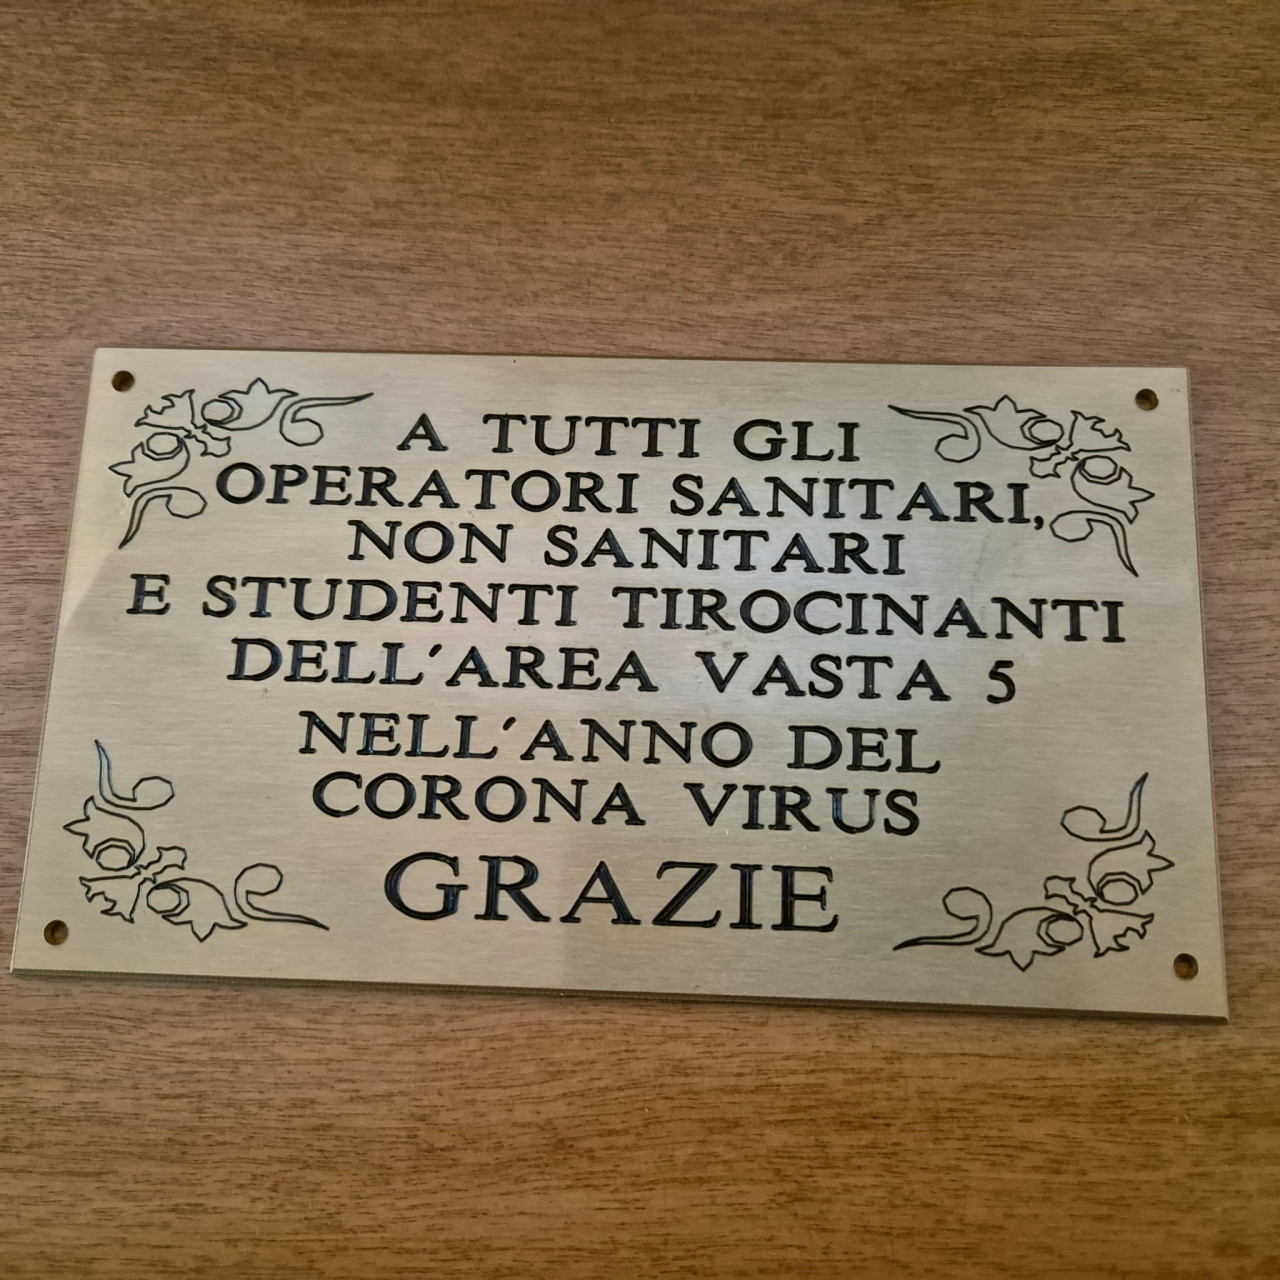 A TUTTI GLI
OPERATORI SANITARI,
NON SANITARI
E STUDENTI TIROCINANTI
DELL´AREA VASTA 5
NELL´ANNO DEL
CORONA VIRUS
GRAZIE